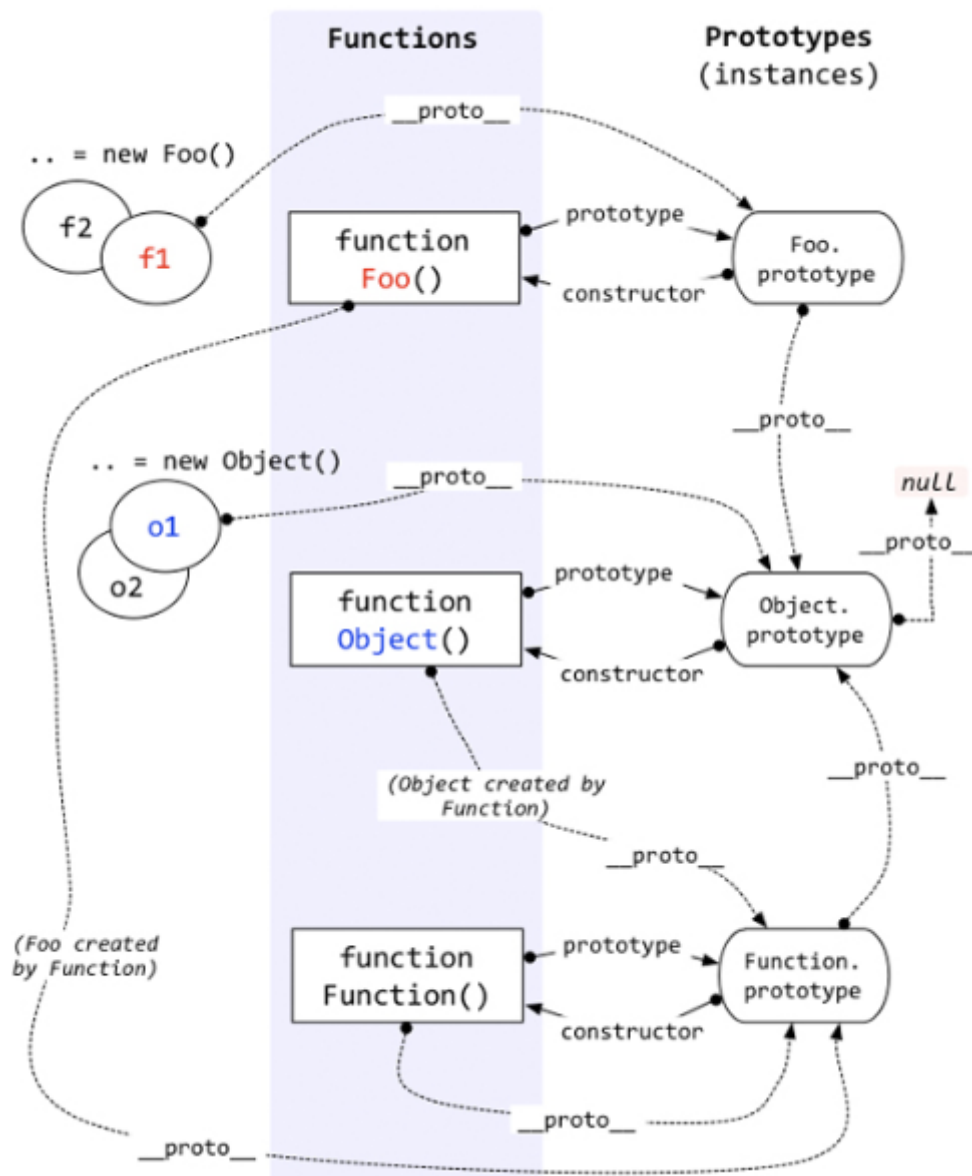 Functions
Prototypes
(instances)
__proto__
.. = new Foo()
f2
f1
function
Foo()
prototype
constructor
Foo.
prototype
__proto__
.. = new Object()
__proto__
null
__proto__
o1
o2
function
Object()
prototype
constructor
Object.
prototype
(Object created by
Function)
__proto__
__proto__
(Foo created
by Function)
function
Function()
prototype
constructor
Function.
prototype
__proto__
__proto__